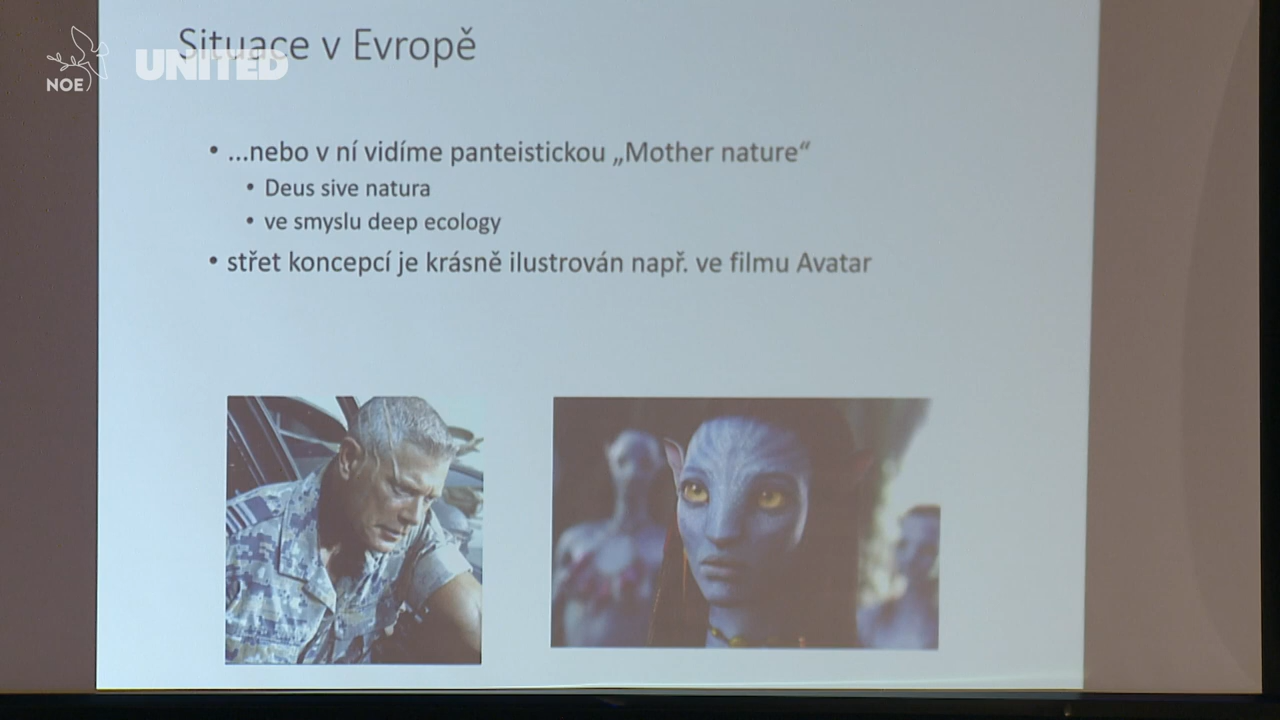 Situace v Evropě
NOE
UNITED
• ...nebo v ní vidíme panteistickou „Mother nature“
• Deus sive natura
• ve smyslu deep ecology
• střet koncepcí je krásně ilustrován např. ve filmu Avatar